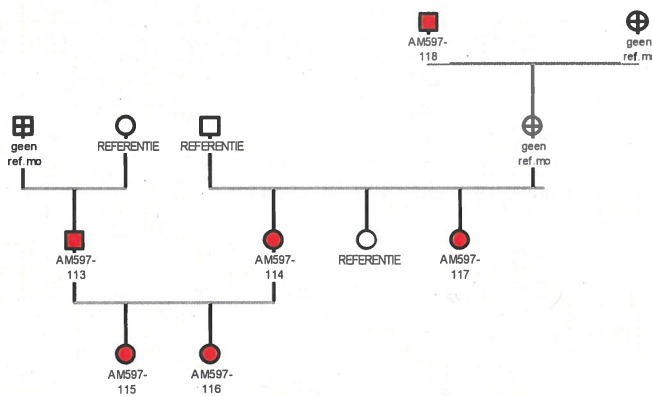 AM597-
118
geen
ref.m
geen
ref.mo
REFERENTIE
REFERENTIE
geen
ref.mo
AM597-
113
AM597-
114
REFERENTIE
AM597-
117
AM597-
115
AM597-
116